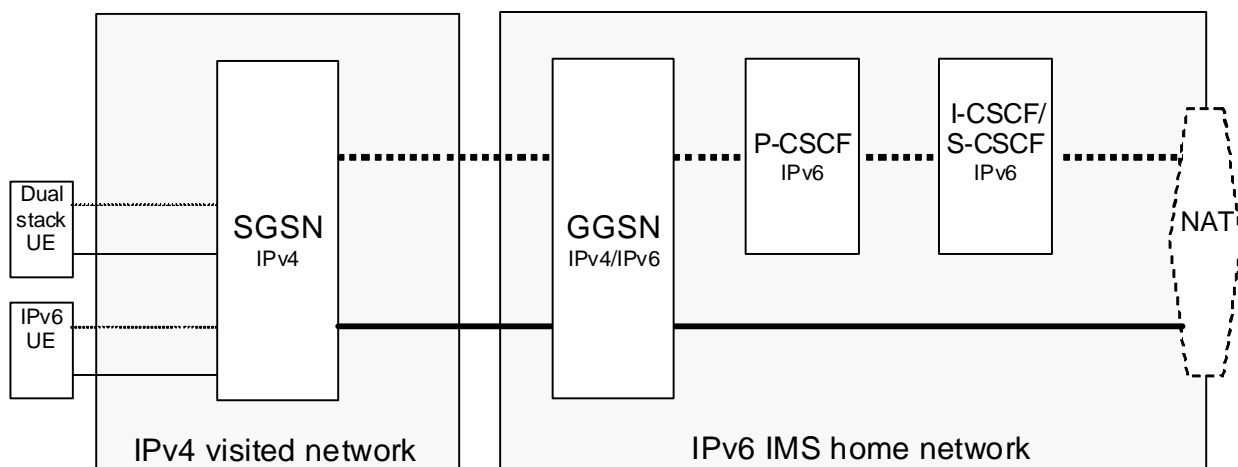 Dual
stack
UE
IPv6
UE
SGSN
IPv4
GGSN
IPv4/IPv6
P-CSCF
IPv6
I-CSCF/
S-CSCF
IPv6
NAT
IPv4 visited network
IPv6 IMS home network